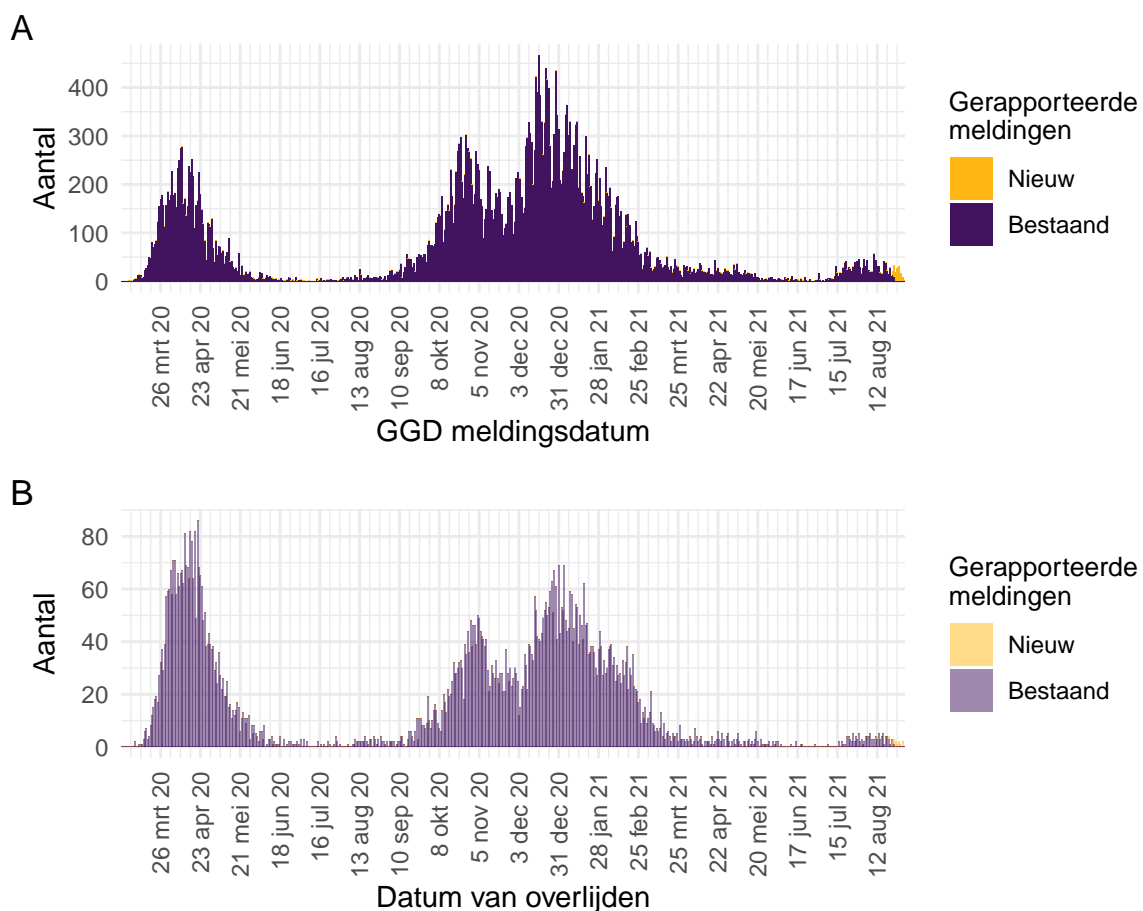 A
400
300
200
100
0
Aantal
26 mrt 20
23 apr 20
21 mei 20
18 jun 20
16 jul 20
13 aug 20
10 sep 20
8 okt 20
5 nov 20
3 dec 20
31 dec 20
28 jan 21
25 feb 21
25 mrt 21
22 apr 21
20 mei 21
17 jun 21
15 jul 21
12 aug 21
GGD meldingsdatum
Gerapporteerde
meldingen
Nieuw
Bestaand
B
80
60
40
20
0
Aantal
26 mrt 20
23 apr 20
21 mei 20
18 jun 20
16 jul 20
13 aug 20
10 sep 20
8 okt 20
5 nov 20
3 dec 20
31 dec 20
28 jan 21
25 feb 21
25 mrt 21
22 apr 21
20 mei 21
17 jun 21
15 jul 21
12 aug 21
Datum van overlijden
Gerapporteerde
meldingen
Nieuw
Bestaand